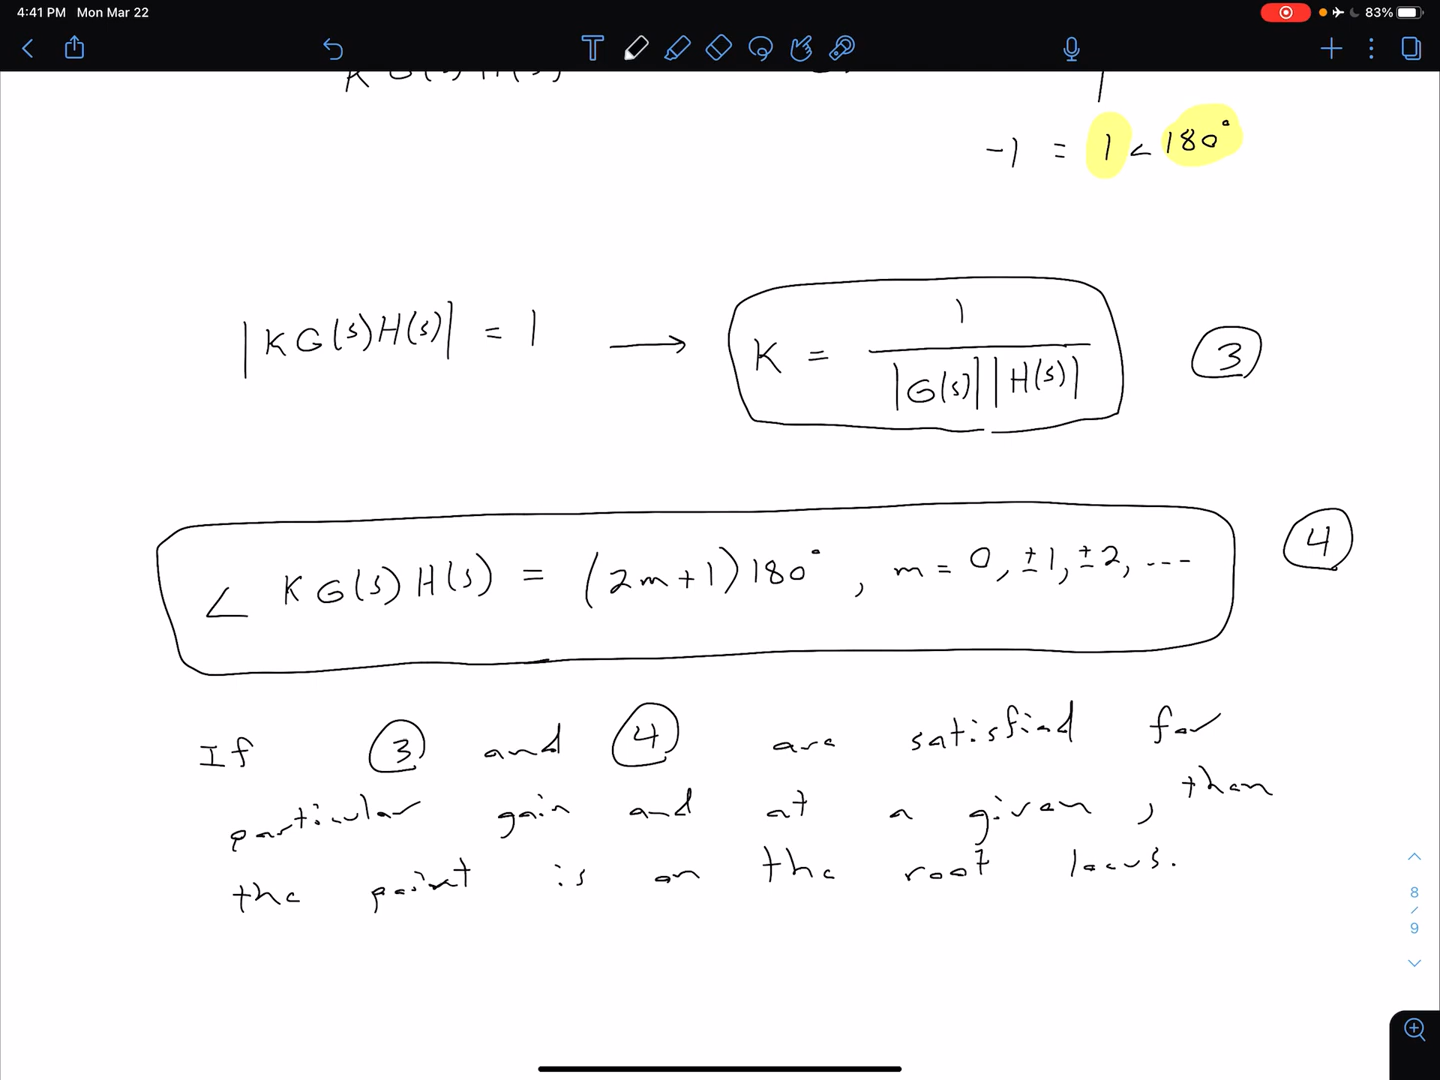 4:41 PM Mon Mar 22
83%
K G(s) H(s)
-1 = 1 < 180°
|KG(s)H(s)| = 1 → K = 1 / |G(s)||H(s)| ③
∠ KG(s)H(s) = (2m+1)180°, m = 0, ±1, ±2, ...
④
If ③ and ④ are satisfied for
particular gain and at a given, then
the point is on the root locus.
8
/
9